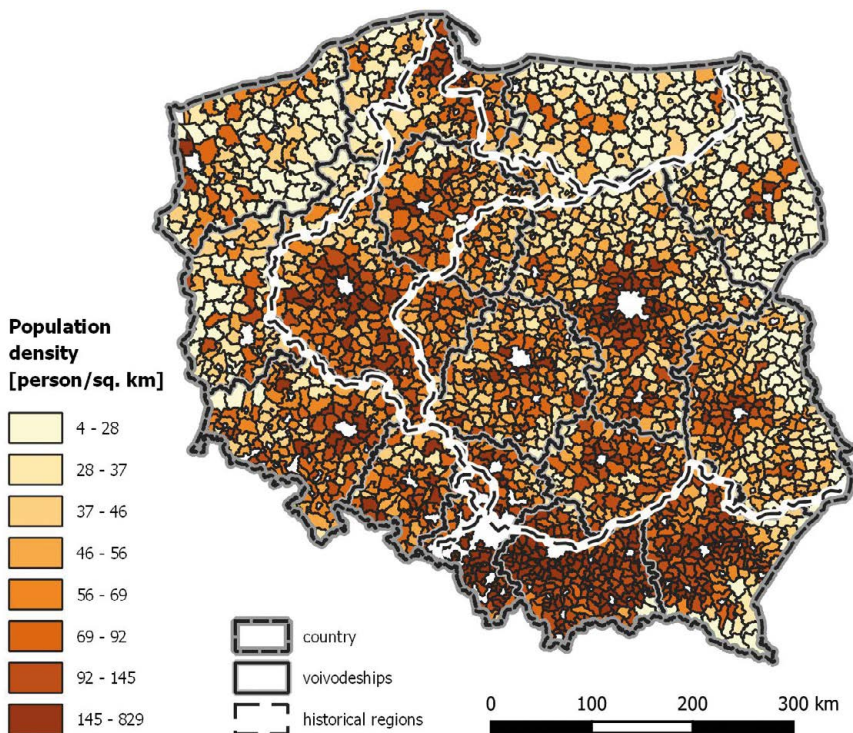 Population
density
[person/sq. km]
4 - 28
28 - 37
37 - 46
46 - 56
56 - 69
69 - 92
92 - 145
145 - 829
country
voivodeships
historical regions
0 100 200 300 km